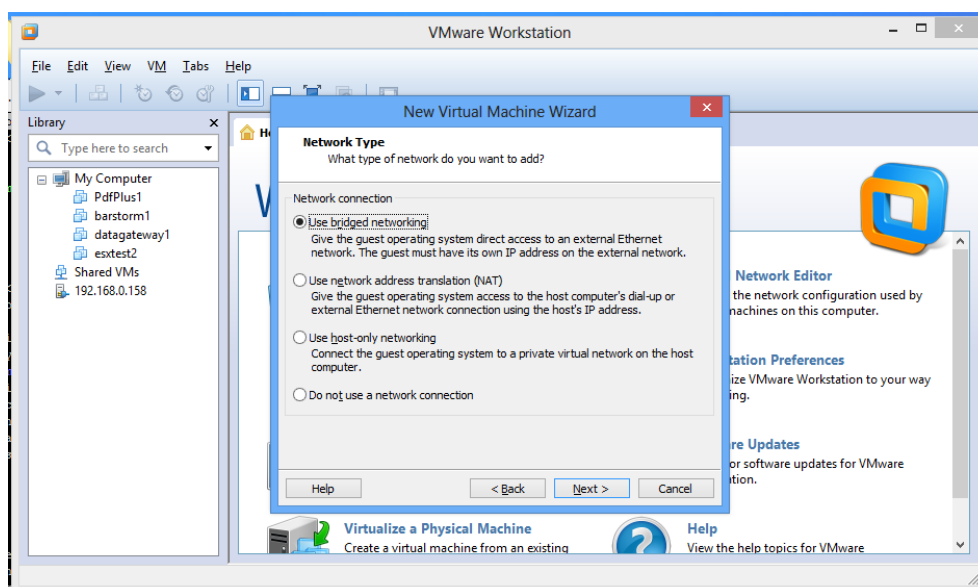 VMware Workstation
File Edit View VM Tabs Help
Library
Type here to search
My Computer
PdfPlus1
barstorm1
datagateway1
esxtest2
Shared VMs
192.168.0.158
New Virtual Machine Wizard
Network Type
What type of network do you want to add?
Network connection
Use bridged networking
Give the guest operating system direct access to an external Ethernet
network. The guest must have its own IP address on the external network.
Use network address translation (NAT)
Give the guest operating system access to the host computer's dial-up or
external Ethernet network connection using the host's IP address.
Use host-only networking
Connect the guest operating system to a private virtual network on the host
computer.
Do not use a network connection
Help < Back Next > Cancel
Network Editor
the network configuration used by
machines on this computer.
Preferences
VMware Workstation to your way
Updates
or software updates for VMware
Virtualize a Physical Machine
Create a virtual machine from an existing
Help
View the help topics for VMware